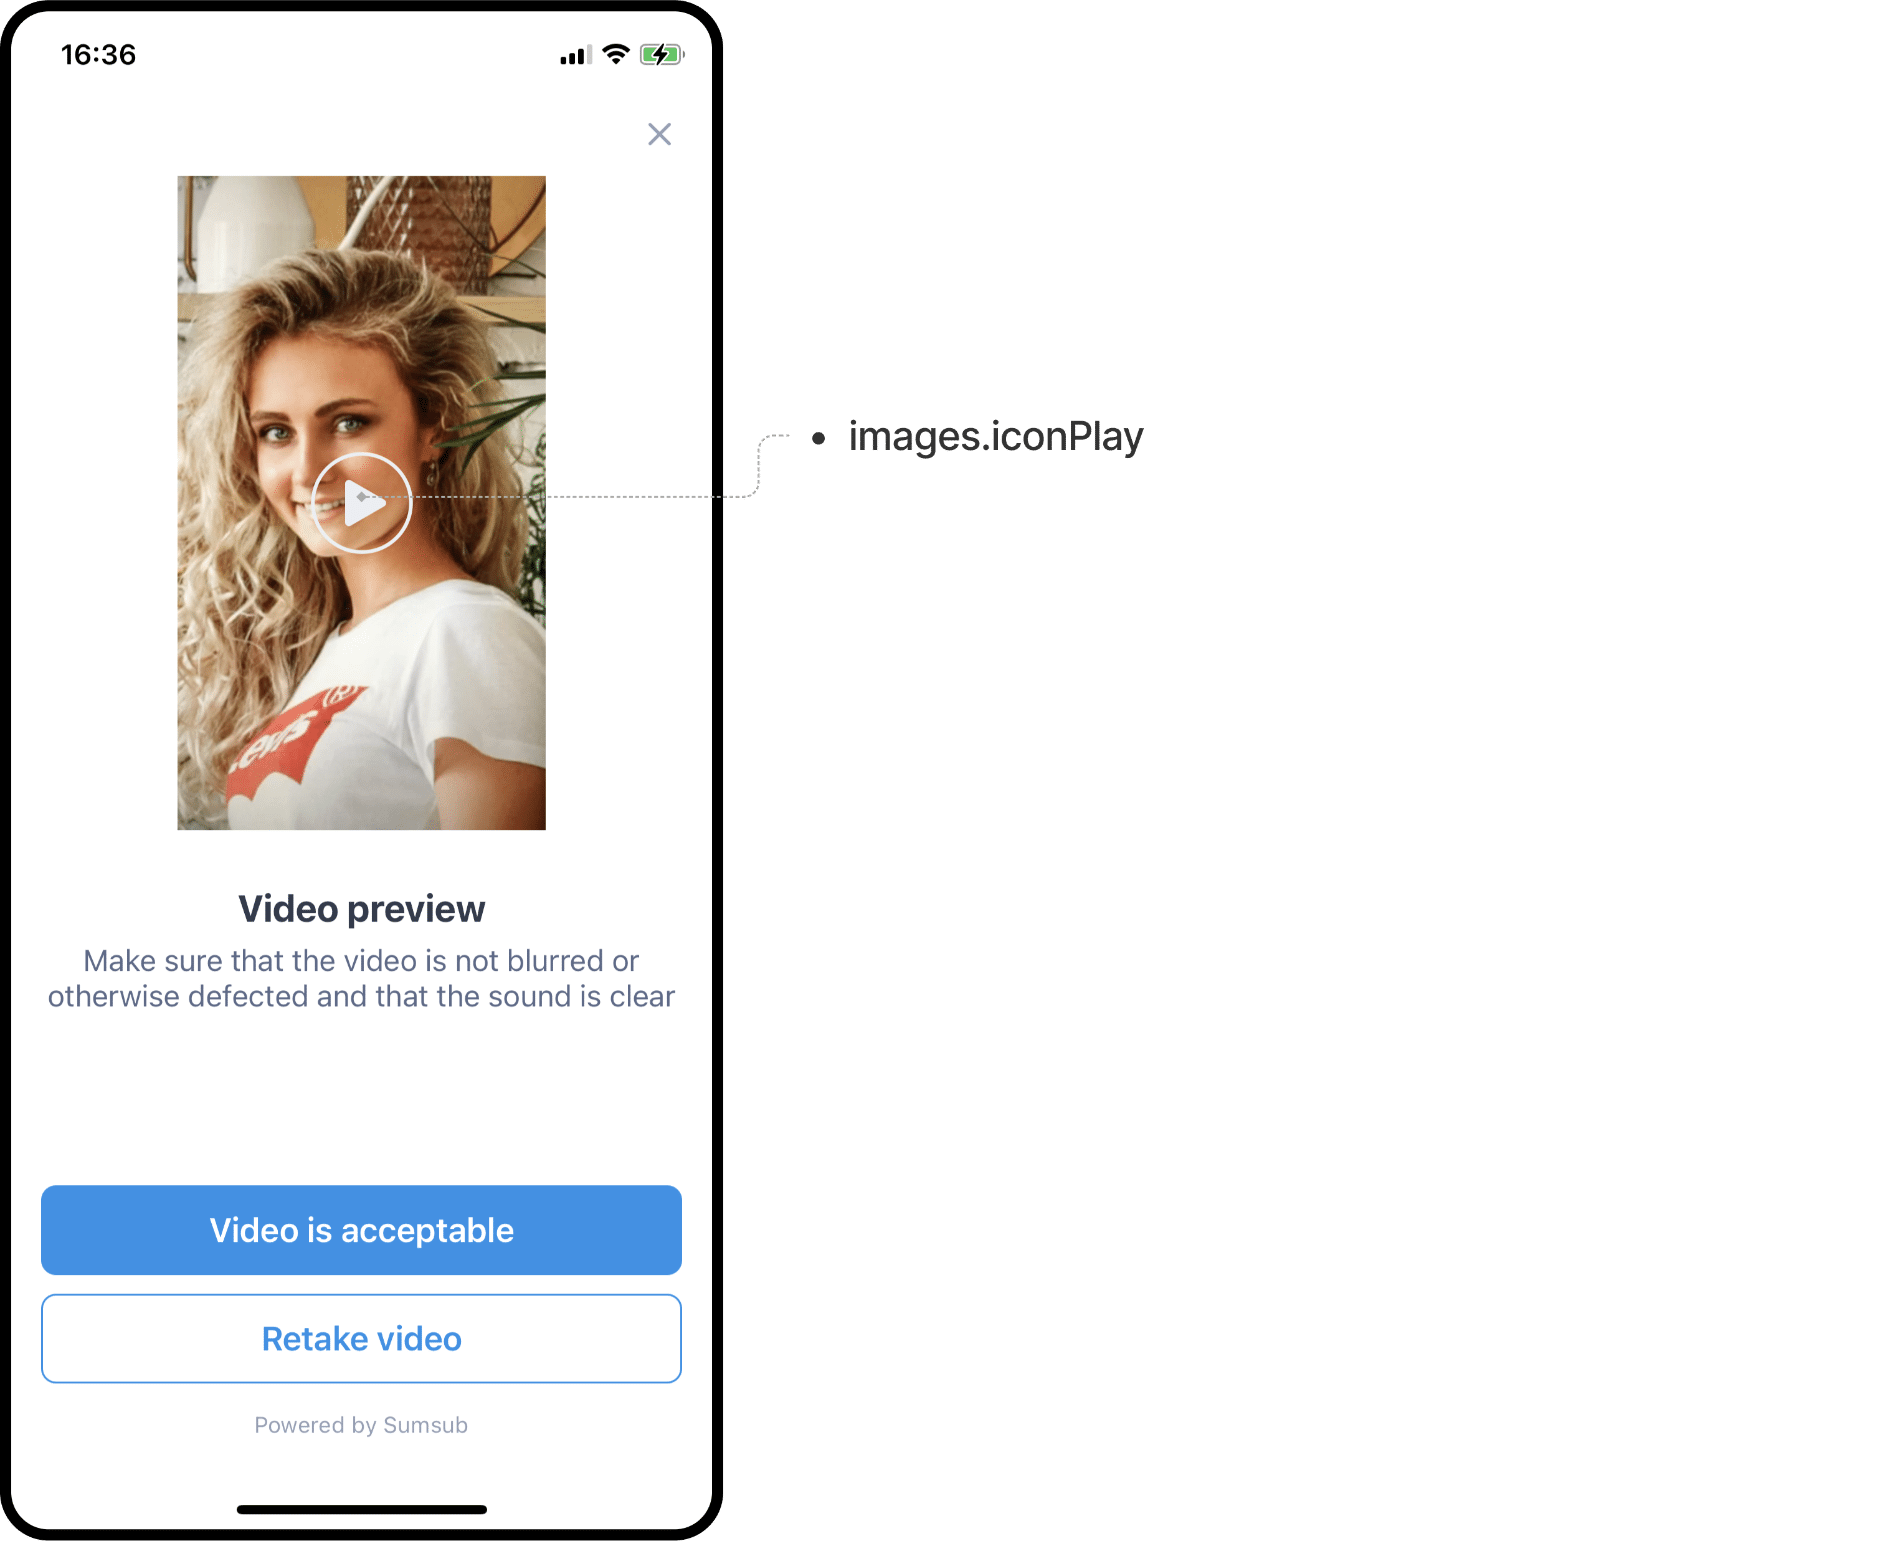 16:36
images.iconPlay
(R)
Levi's
Video preview
Make sure that the video is not blurred or
otherwise defected and that the sound is clear
Video is acceptable
Retake video
Powered by Sumsub